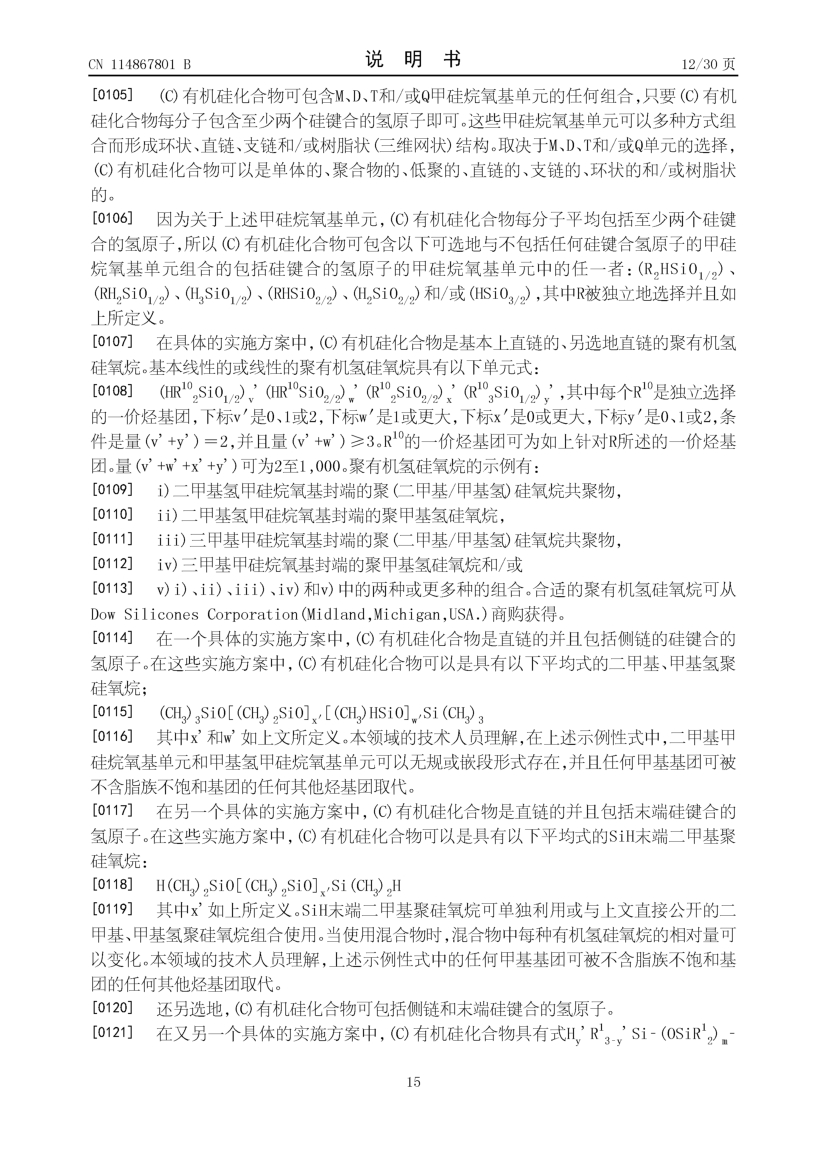 CN 114867801 B
说 明 书
12/30 页
[0105] (C)有机硅化合物可包含M、D、T和/或Q甲硅烷氧基单元的任何组合,只要(C)有机
硅化合物每分子包含至少两个硅键合的氢原子即可。这些甲硅烷氧基单元可以多种方式组
合而形成环状、直链、支链和/或树脂状(三维网状)结构。取决于M、D、T和/或Q单元的选择,
(C)有机硅化合物可以是单体的、聚合物的、低聚的、直链的、支链的、环状的和/或树脂状
的。
[0106] 因为关于上述甲硅烷氧基单元,(C)有机硅化合物每分子平均包括至少两个硅键
合的氢原子,所以(C)有机硅化合物可包含以下可选地与不包括任何硅键合氢原子的甲硅
烷氧基单元组合的包括硅键合的氢原子的甲硅烷氧基单元中的任一者:(R₂HSiO₁/₂)、
(RH₂SiO₁/₂)、(H₃SiO₁/₂)、(RHSiO₂/₂)、(H₂SiO₂/₂)和/或(HSiO₃/₂),其中R被独立地选择并且如
上所定义。
[0107] 在具体的实施方案中,(C)有机硅化合物是基本上直链的、另选地直链的聚有机氢
硅氧烷。基本线性的或线性的聚有机氢硅氧烷具有以下单元式:
[0108] (HR¹⁰₂SiO₁/₂)ᵥ'(HR¹⁰SiO₂/₂)w'(R¹⁰₂SiO₂/₂)ₓ'(R¹⁰₃SiO₁/₂)y',其中每个R¹⁰是独立选择
的一价烃基团,下标v′是0、1或2,下标w′是1或更大,下标x′是0或更大,下标y′是0、1或2,条
件是量(v'+y')＝2,并且量(v'+w')≥3。R¹⁰的一价烃基团可为如上针对R所述的一价烃基
团。量(v'+w'+x'+y')可为2至1,000。聚有机氢硅氧烷的示例有:
[0109] i)二甲基氢甲硅烷氧基封端的聚(二甲基/甲基氢)硅氧烷共聚物,
[0110] ii)二甲基氢甲硅烷氧基封端的聚甲基氢硅氧烷,
[0111] iii)三甲基甲硅烷氧基封端的聚(二甲基/甲基氢)硅氧烷共聚物,
[0112] iv)三甲基甲硅烷氧基封端的聚甲基氢硅氧烷和/或
[0113] v)i)、ii)、iii)、iv)和v)中的两种或更多种的组合。合适的聚有机氢硅氧烷可从
Dow Silicones Corporation(Midland,Michigan,USA.)商购获得。
[0114] 在一个具体的实施方案中,(C)有机硅化合物是直链的并且包括侧链的硅键合的
氢原子。在这些实施方案中,(C)有机硅化合物可以是具有以下平均式的二甲基、甲基氢聚
硅氧烷;
[0115] (CH₃)₃SiO[(CH₃)₂SiO]ₓ′[(CH₃)HSiO]w′Si(CH₃)₃
[0116] 其中x'和w'如上文所定义。本领域的技术人员理解,在上述示例性式中,二甲基甲
硅烷氧基单元和甲基氢甲硅烷氧基单元可以无规或嵌段形式存在,并且任何甲基基团可被
不含脂族不饱和基团的任何其他烃基团取代。
[0117] 在另一个具体的实施方案中,(C)有机硅化合物是直链的并且包括末端硅键合的
氢原子。在这些实施方案中,(C)有机硅化合物可以是具有以下平均式的SiH末端二甲基聚
硅氧烷:
[0118] H(CH₃)₂SiO[(CH₃)₂SiO]ₓ′Si(CH₃)₂H
[0119] 其中x'如上所定义。SiH末端二甲基聚硅氧烷可单独利用或与上文直接公开的二
甲基、甲基氢聚硅氧烷组合使用。当使用混合物时,混合物中每种有机氢硅氧烷的相对量可
以变化。本领域的技术人员理解,上述示例性式中的任何甲基基团可被不含脂族不饱和基
团的任何其他烃基团取代。
[0120] 还另选地,(C)有机硅化合物可包括侧链和末端硅键合的氢原子。
[0121] 在又另一个具体的实施方案中,(C)有机硅化合物具有式Hy'R¹₃₋y'Si-(OSiR¹₂)ₘ-
15